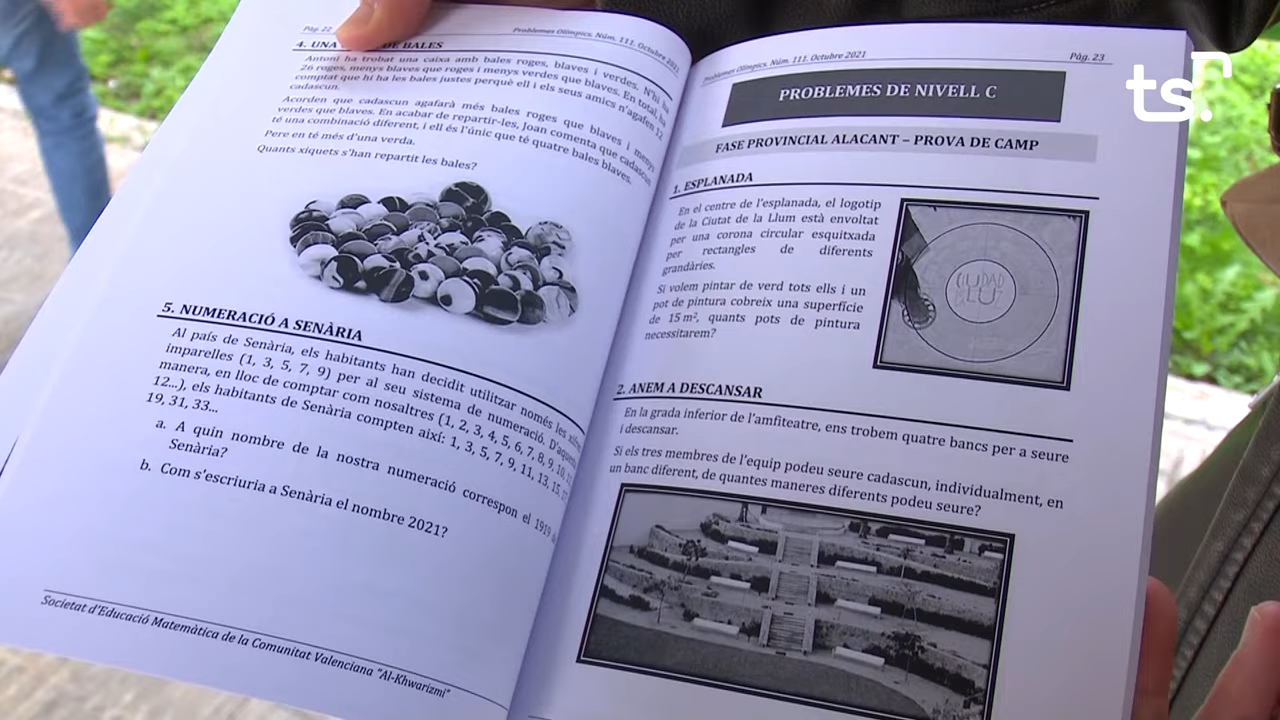 Pàg. 22
Problemes Olímpics. Núm. 111. Octubre 2021
4. UNA DE BALES
Antoni ha trobat una caixa amb bales roges, blaves i verdes. N'hi ha
26 roges, menys blaves que roges i menys verdes que blaves. En total, ha
comptat que hi ha les bales justes perquè ell i els seus amics n'agafen 12
cadascun.
Acorden que cadascun agafarà més bales roges que blaves i menys
verdes que blaves. En acabar de repartir-les, Joan comenta que cadascun
té una combinació diferent, i ell és l'únic que té quatre bales blaves.
Pere en té més d'una verda.
Quants xiquets s'han repartit les bales?
5. NUMERACIÓ A SENÀRIA
Al país de Senària, els habitants han decidit utilitzar només les
imparelles (1, 3, 5, 7, 9) per al seu sistema de numeració. D'aquesta
manera, en lloc de comptar com nosaltres (1, 2, 3, 4, 5, 6, 7, 8, 9, 10, 11,
12...), els habitants de Senària compten així: 1, 3, 5, 7, 9, 11, 13, 15, 17,
19, 31, 33...
a. A quin nombre de la nostra numeració correspon el 1919 de
Senària?
b. Com s'escriuria a Senària el nombre 2021?
Societat d'Educació Matemàtica de la Comunitat Valenciana "Al-Khwarizmi"
Problemes Olímpics. Núm. 111. Octubre 2021
Pàg. 23
PROBLEMES DE NIVELL C
FASE PROVINCIAL ALACANT – PROVA DE CAMP
1. ESPLANADA
En el centre de l'esplanada, el logotip
de la Ciutat de la Llum està envoltat
per una corona circular esquitxada
per rectangles de diferents
grandàries.
Si volem pintar de verd tots ells i un
pot de pintura cobreix una superfície
de 15 m², quants pots de pintura
necessitarem?
CIUDAD
LUZ
2. ANEM A DESCANSAR
En la grada inferior de l'amfiteatre, ens trobem quatre bancs per a seure
i descansar.
Si els tres membres de l'equip podeu seure cadascun, individualment, en
un banc diferent, de quantes maneres diferents podeu seure?
ts.